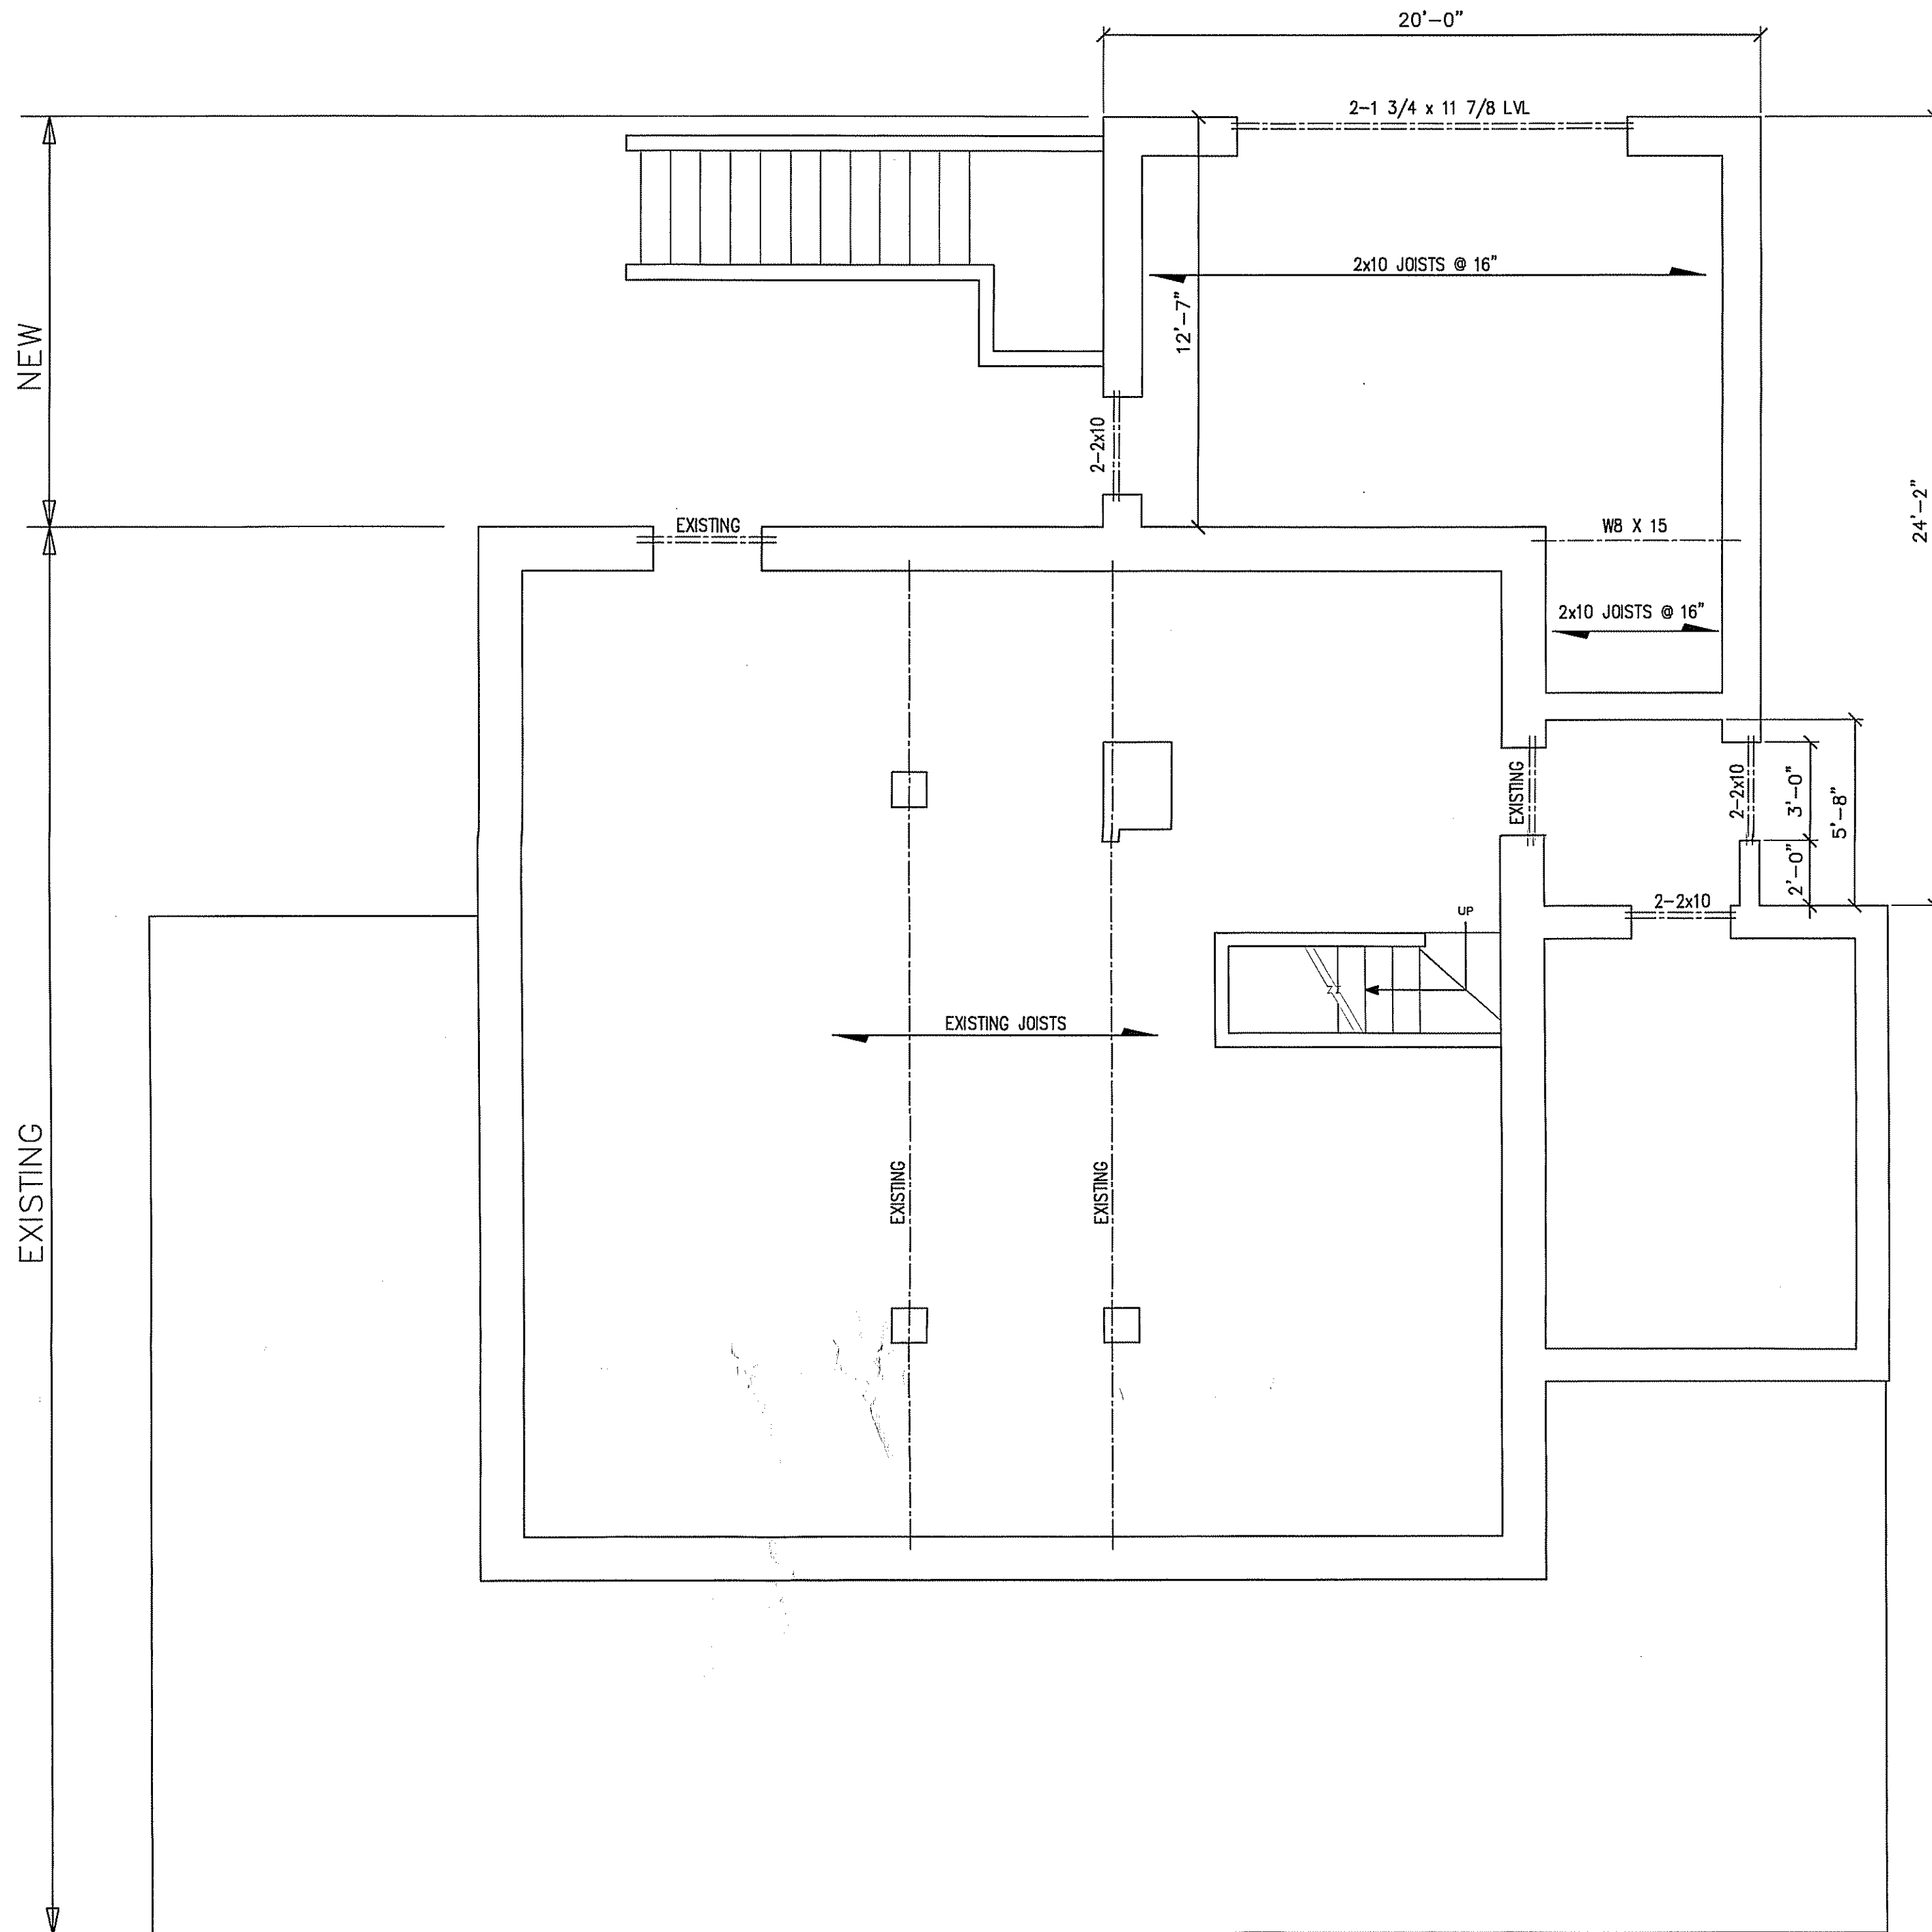 20'-0"
2-1 3/4 x 11 7/8 LVL
2x10 JOISTS @ 16"
12'-7"
NEW
2-2x10
24'-2"
EXISTING
W8 X 15
2x10 JOISTS @ 16"
EXISTING
2-2x10
3'-0"
5'-8"
2'-0"
2-2x10
UP
EXISTING JOISTS
EXISTING
EXISTING
EXISTING